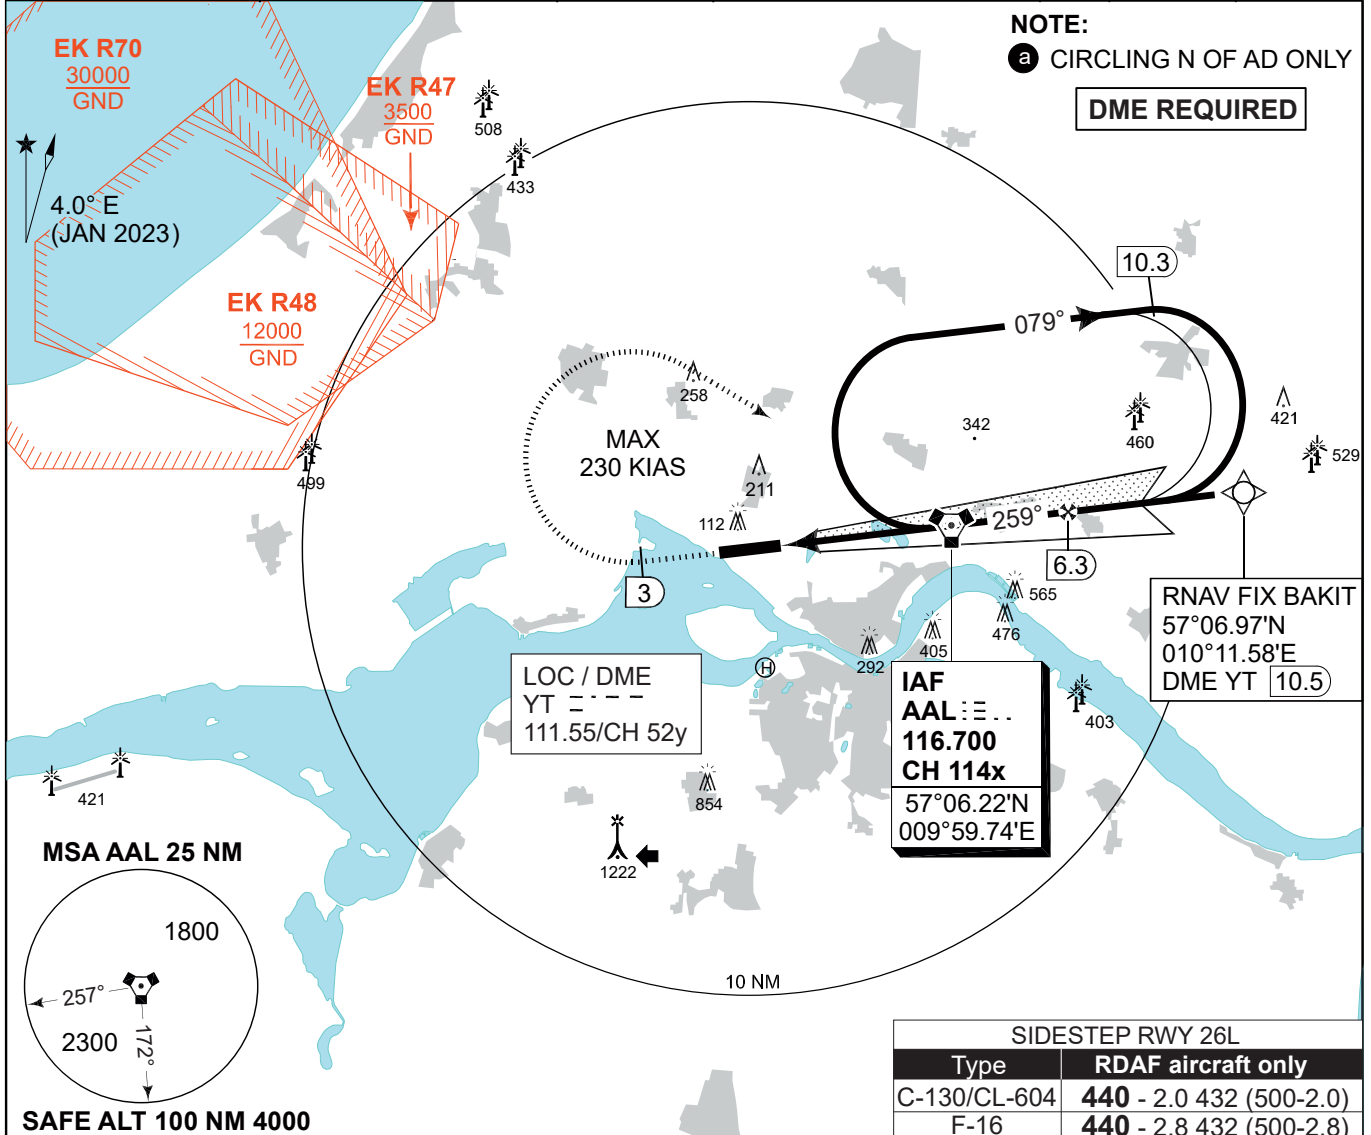 NOTE:
a CIRCLING N OF AD ONLY
DME REQUIRED
EK R70
30000
GND
EK R47
3500
GND
508
433
4.0° E
(JAN 2023)
EK R48
12000
GND
499
10.3
079°
258
MAX
230 KIAS
342
460
421
529
211
112
259°
6.3
3
565
476
405
292
H
RNAV FIX BAKIT
57°06.97'N
010°11.58'E
DME YT 10.5
LOC / DME
YT
111.55/CH 52y
IAF
AAL
116.700
CH 114x
57°06.22'N
009°59.74'E
403
421
854
1222
MSA AAL 25 NM
1800
257°
2300
172°
SAFE ALT 100 NM 4000
10 NM
SIDESTEP RWY 26L
Type RDAF aircraft only
C-130/CL-604 440 - 2.0 432 (500-2.0)
F-16 440 - 2.8 432 (500-2.8)